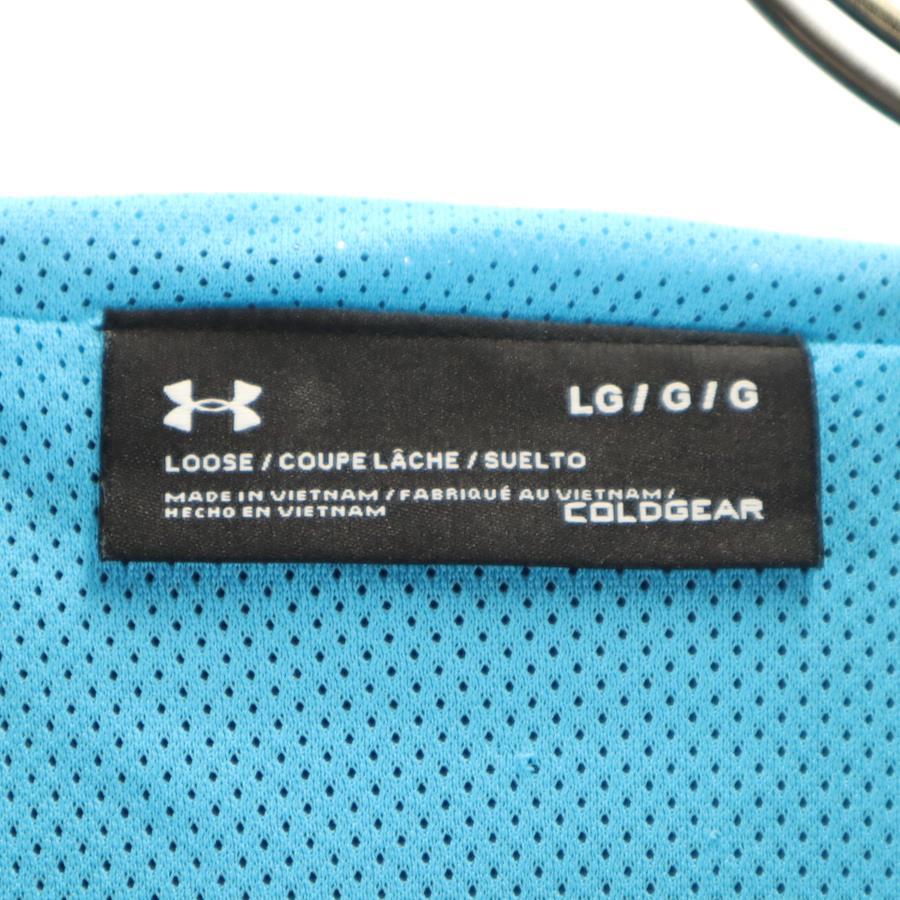 LG / G / G
LOOSE / COUPE LÂCHE / SUELTO
MADE IN VIETNAM / FABRIQUÉ AU VIETNAM /
HECHO EN VIETNAM
COLDGEAR